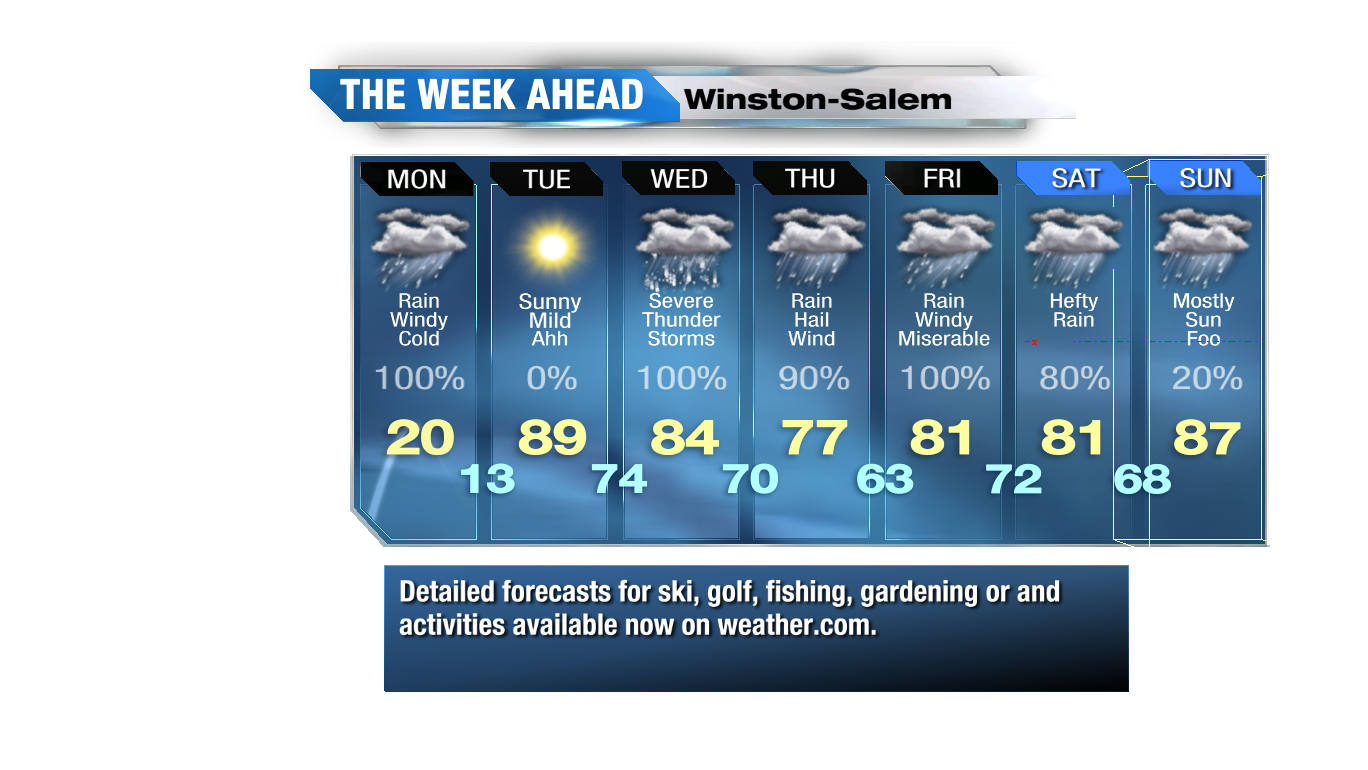 THE WEEK AHEAD Winston-Salem
MON TUE WED THU FRI SAT SUN
Rain Sunny Severe Rain Rain Hefty Mostly
Windy Mild Thunder Hail Windy Rain Sun
Cold Ahh Storms Wind Miserable x Foo
100% 0% 100% 90% 100% 80% 20%
20 89 84 77 81 81 87
13 74 70 63 72 68
Detailed forecasts for ski, golf, fishing, gardening or and
activities available now on weather.com.